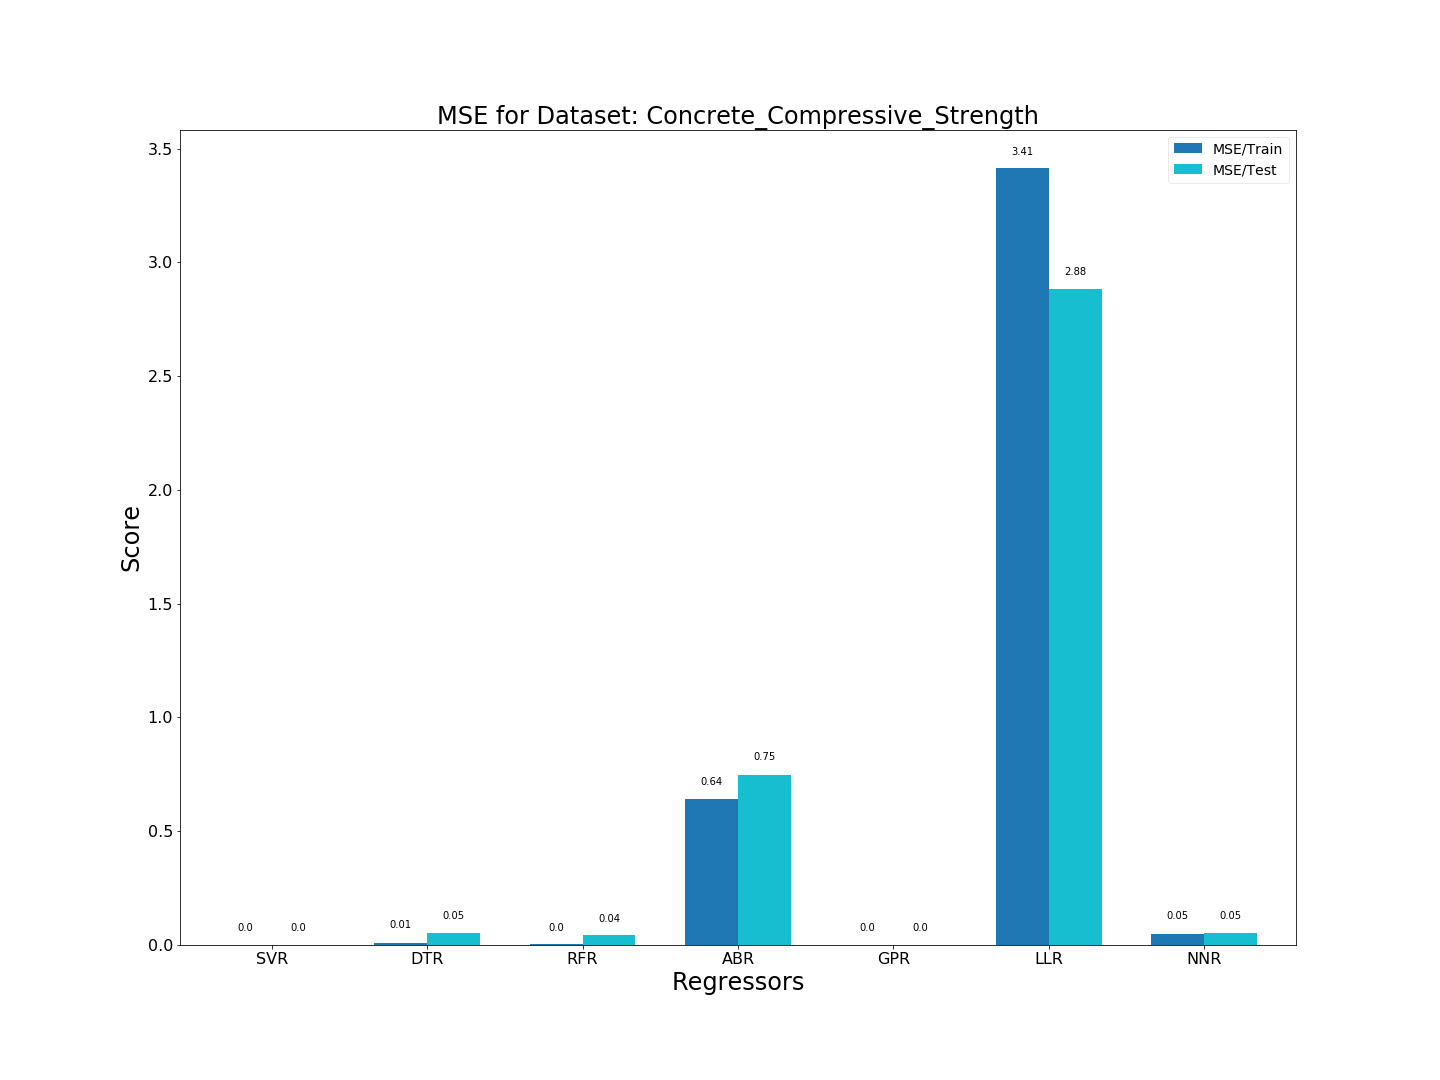 MSE for Dataset: Concrete_Compressive_Strength
MSE/Train
MSE/Test
Score
3.5
3.0
2.5
2.0
1.5
1.0
0.5
0.0
0.0 0.0
0.01 0.05
0.0 0.04
0.64 0.75
0.0 0.0
3.41 2.88
0.05 0.05
SVR DTR RFR ABR GPR LLR NNR
Regressors